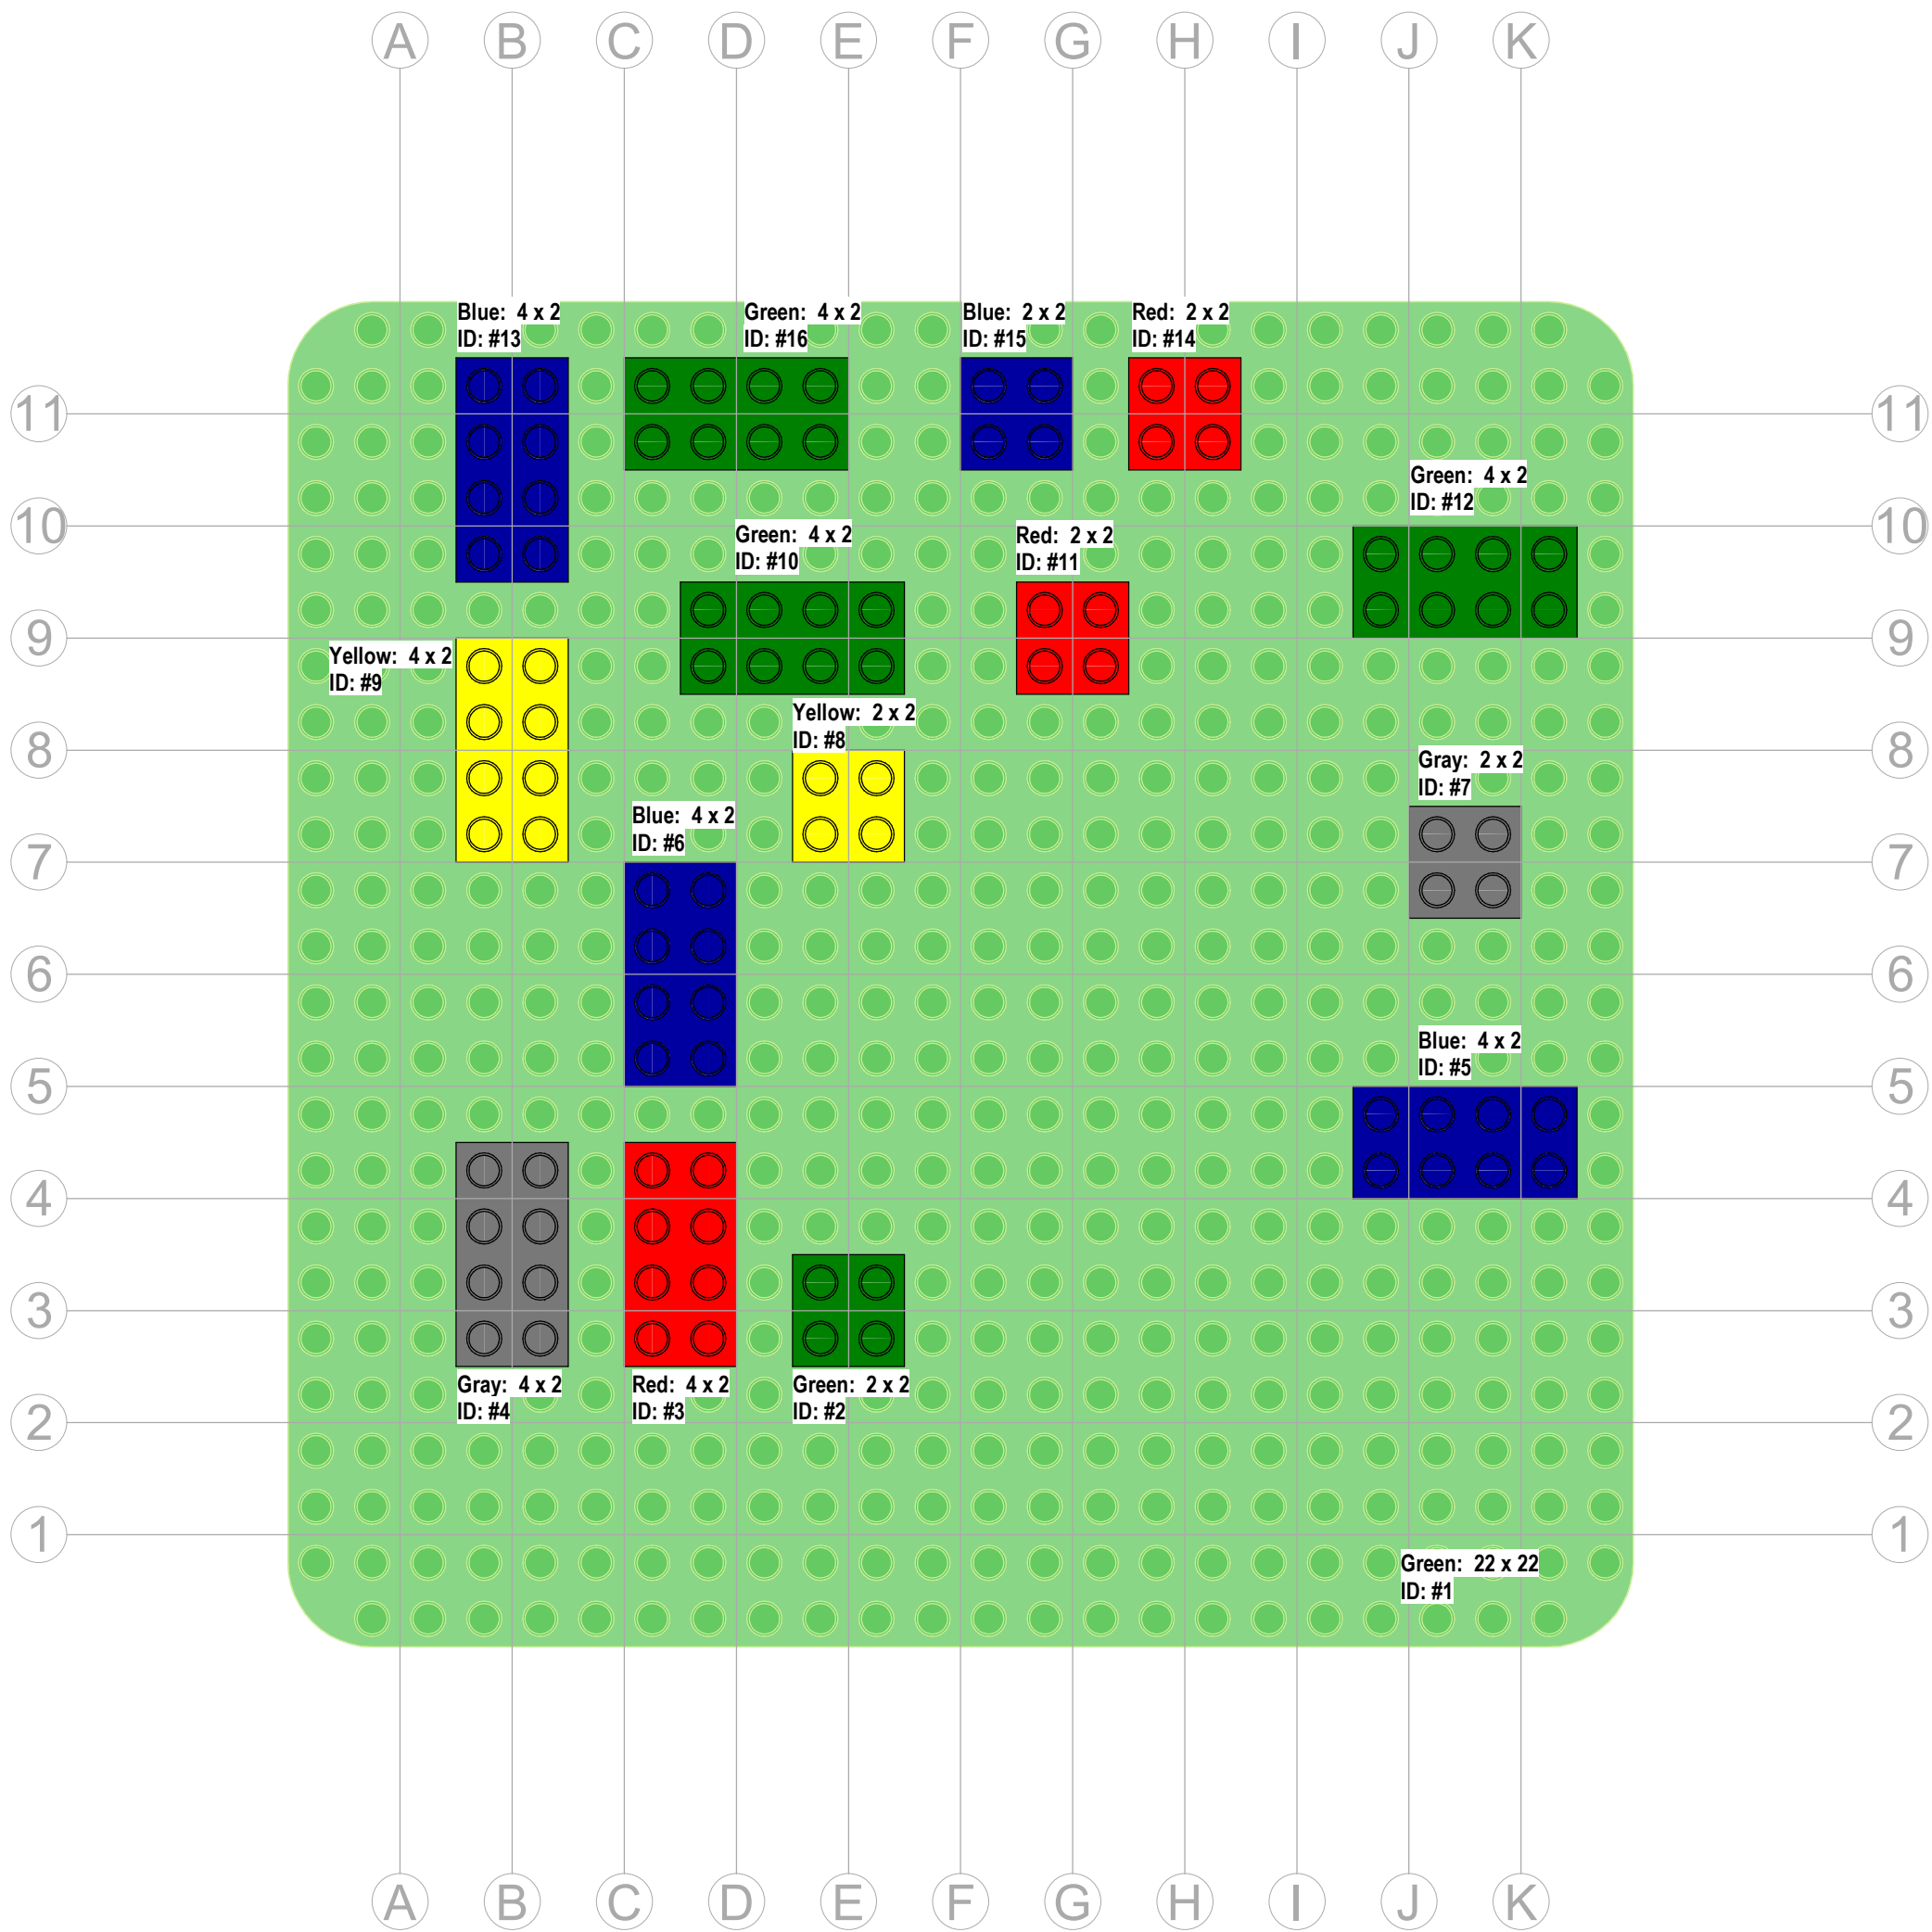 A B C D E F G H I J K
Blue: 4 x 2
ID: #13
Green: 4 x 2
ID: #16
Blue: 2 x 2
ID: #15
Red: 2 x 2
ID: #14
11 11
Green: 4 x 2
ID: #12
10 10
Green: 4 x 2
ID: #10
Red: 2 x 2
ID: #11
9 9
Yellow: 4 x 2
ID: #9
Yellow: 2 x 2
ID: #8
8 8
Gray: 2 x 2
ID: #7
Blue: 4 x 2
ID: #6
7 7
6 6
Blue: 4 x 2
ID: #5
5 5
4 4
3 3
Gray: 4 x 2
ID: #4
Red: 4 x 2
ID: #3
Green: 2 x 2
ID: #2
2 2
1 1
Green: 22 x 22
ID: #1
A B C D E F G H I J K